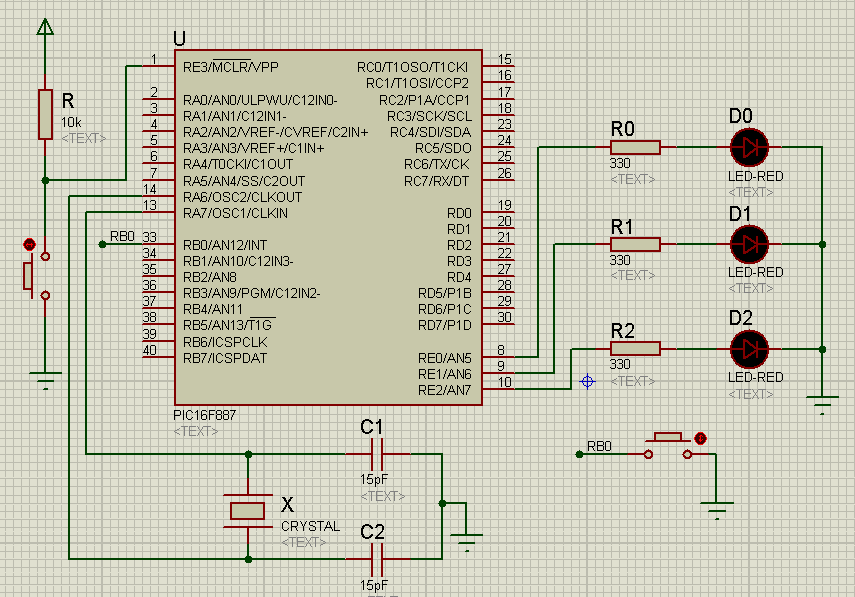 U
1 RE3/MCLR/VPP
2 RA0/AN0/ULPWU/C12IN0-
3 RA1/AN1/C12IN1-
4 RA2/AN2/VREF-/CVREF/C2IN+
5 RA3/AN3/VREF+/C1IN+
6 RA4/T0CKI/C1OUT
7 RA5/AN4/SS/C2OUT
14 RA6/OSC2/CLKOUT
13 RA7/OSC1/CLKIN
RB0 33 RB0/AN12/INT
34 RB1/AN10/C12IN3-
35 RB2/AN8
36 RB3/AN9/PGM/C12IN2-
37 RB4/AN11
38 RB5/AN13/T1G
39 RB6/ICSPCLK
40 RB7/ICSPDAT
RC0/T1OSO/T1CKI 15
RC1/T1OSI/CCP2 16
RC2/P1A/CCP1 17
RC3/SCK/SCL 18
RC4/SDI/SDA 23
RC5/SDO 24
RC6/TX/CK 25
RC7/RX/DT 26
RD0 19
RD1 20
RD2 21
RD3 22
RD4 27
RD5/P1B 28
RD6/P1C 29
RD7/P1D 30
RE0/AN5 8
RE1/AN6 9
RE2/AN7 10
PIC16F887
<TEXT>
R
10k
<TEXT>
R0
330
<TEXT>
D0
LED-RED
<TEXT>
R1
330
<TEXT>
D1
LED-RED
<TEXT>
R2
330
<TEXT>
D2
LED-RED
<TEXT>
RB0
C1
15pF
<TEXT>
X
CRYSTAL
<TEXT>
C2
15pF
<TEXT>